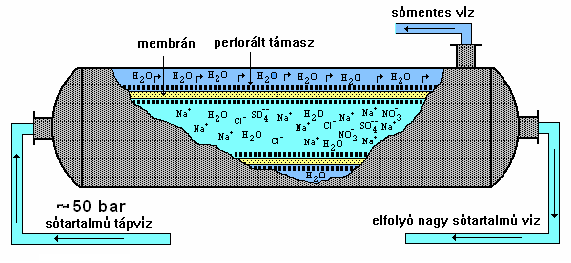 sómentes víz
membrán
perforált támasz
H2O H2O H2O H2O H2O H2O
Na+ H2O Cl- SO4-- Na+ H2O Na+ NO3-
Na+ Na+ H2O Cl- Na+ Cl- NO3- SO4-- Na+ Na+ H2O
H2O
~50 bar
sótartalmú tápvíz
elfolyó nagy sótartalmú víz